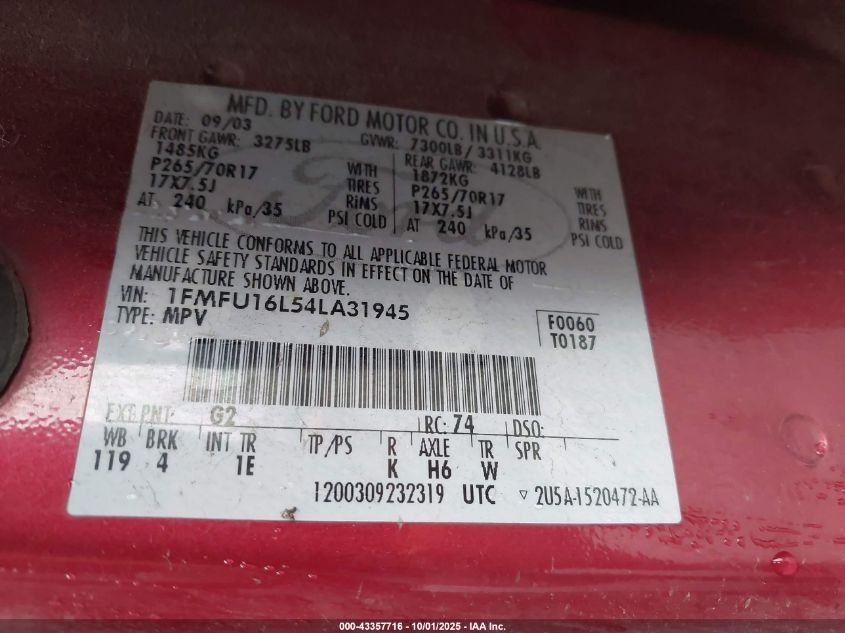 MFD. BY FORD MOTOR CO. IN U.S.A.
DATE: 09/03 GVWR: 7300LB/ 3311KG
FRONT GAWR: 3275LB REAR GAWR: 4128LB
1485KG 1872KG
P265/70R17 WITH P265/70R17 WITH
17X7.5J TIRES 17X7.5J TIRES
RIMS RIMS
AT 240 kPa/35 PSI COLD AT 240 kPa/35 PSI COLD
Ford
THIS VEHICLE CONFORMS TO ALL APPLICABLE FEDERAL MOTOR
VEHICLE SAFETY STANDARDS IN EFFECT ON THE DATE OF
MANUFACTURE SHOWN ABOVE.
VIN: 1FMFU16L54LA31945
TYPE: MPV
F0060
T0187
EXT PNT: G2 RC: 74 DSO:
WB BRK INT TR TP/PS R AXLE TR SPR
119 4 1E K H6 W
1200309232319 UTC ▿ 2U5A-1520472-AA
000-43357716 - 10/01/2025 - IAA Inc.